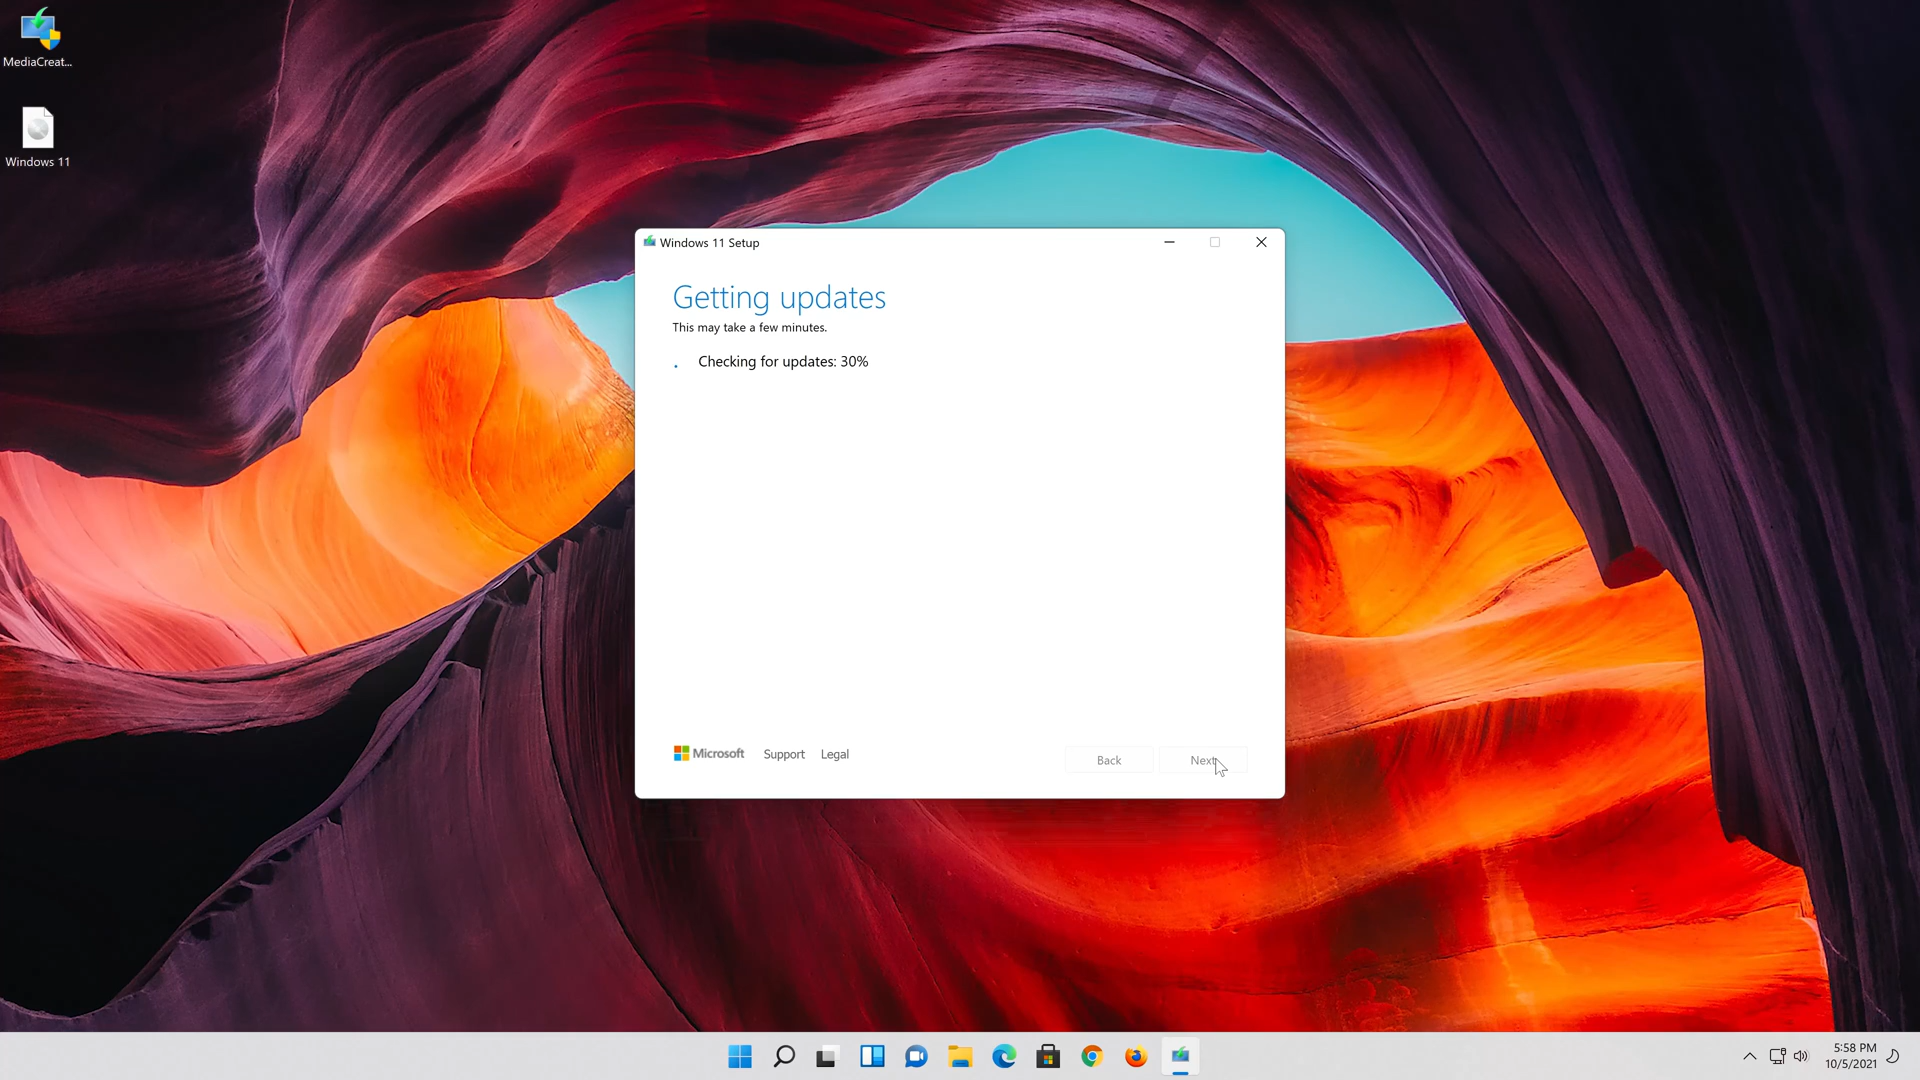 MediaCreat...
Windows 11
Windows 11 Setup
Getting updates
This may take a few minutes.
Checking for updates: 30%
Microsoft
Support
Legal
Back
Next
5:58 PM
10/5/2021